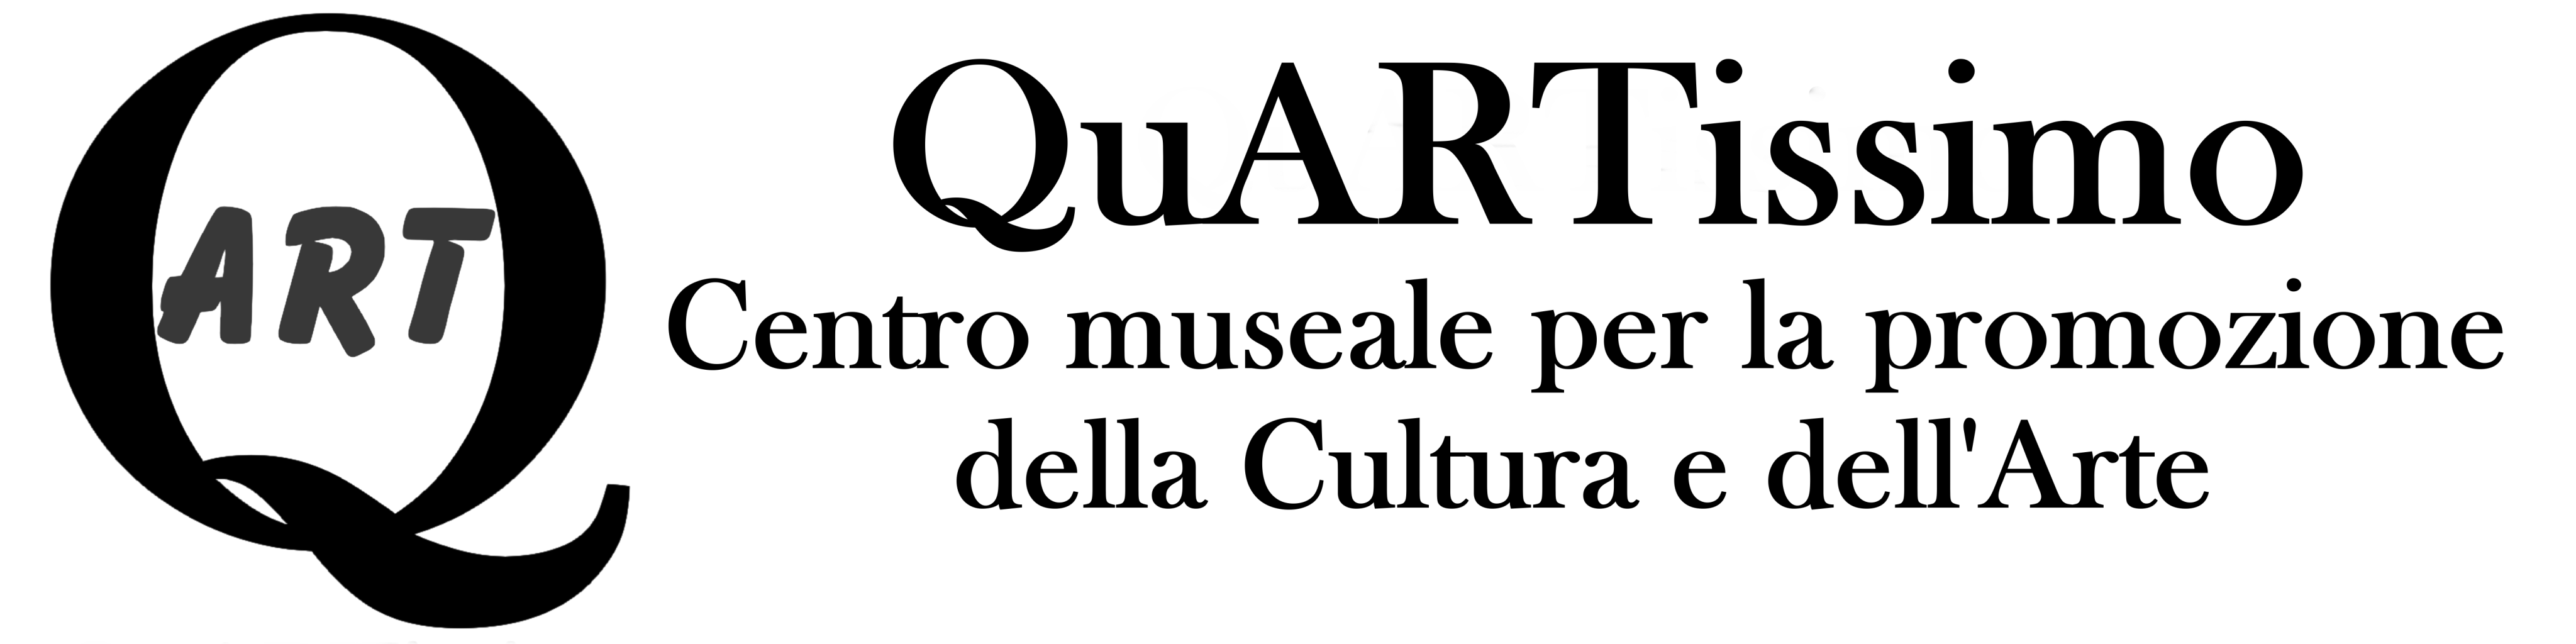 ART
QuARTissimo
Centro museale per la promozione
della Cultura e dell'Arte